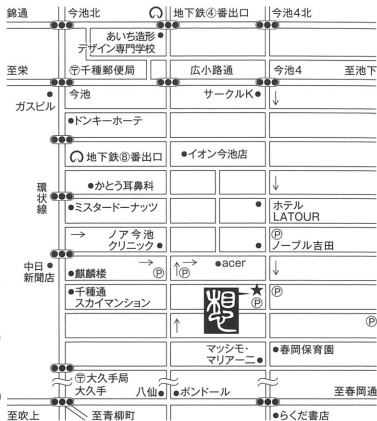 錦通
今池北
地下鉄④番出口
今池4北
あいち造形
デザイン専門学校
至栄
〒千種郵便局
広小路通
今池4
至池下
今池
サークルK
ガスビル
ドンキーホーテ
地下鉄⑧番出口
イオン今池店
環状線
かとう耳鼻科
ミスタードーナッツ
ホテル
LATOUR
Ⓟ
ノア今池
クリニック
ノーブル吉田
中日
新聞店
麒麟楼
Ⓟ
Ⓟ
acer
千種通
スカイマンション
想
★
Ⓟ
Ⓟ
Ⓟ
マッシモ・
マリアーニ
春岡保育園
〒大久手局
大久手
八仙
ボンドール
至春岡通
至吹上
至青柳町
らくだ書店